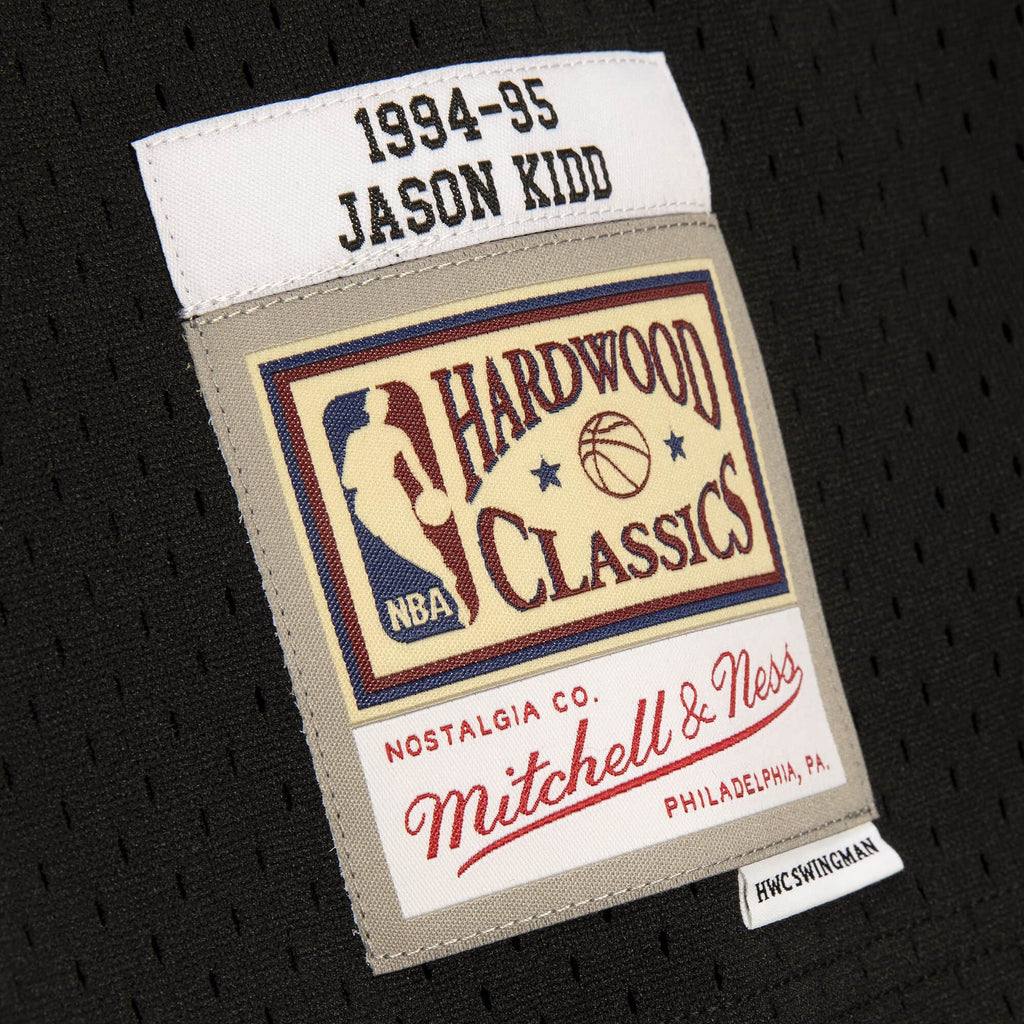 1994-95
JASON KIDD
HARDWOOD
CLASSICS
NBA
NOSTALGIA CO.
Mitchell & Ness
PHILADELPHIA, PA.
HWC SWINGMAN